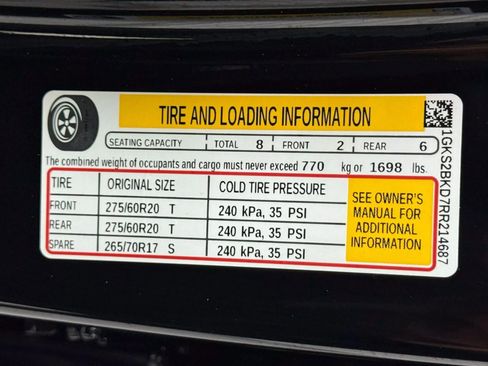 TIRE AND LOADING INFORMATION
SEATING CAPACITY TOTAL 8 FRONT 2 REAR 6
The combined weight of occupants and cargo must never exceed 770 kg or 1698 lbs.
TIRE ORIGINAL SIZE COLD TIRE PRESSURE
FRONT 275/60R20 T 240 kPa, 35 PSI
REAR 275/60R20 T 240 kPa, 35 PSI
SPARE 265/70R17 S 240 kPa, 35 PSI
SEE OWNER'S
MANUAL FOR
ADDITIONAL
INFORMATION
1GKS2BKD7RR214687